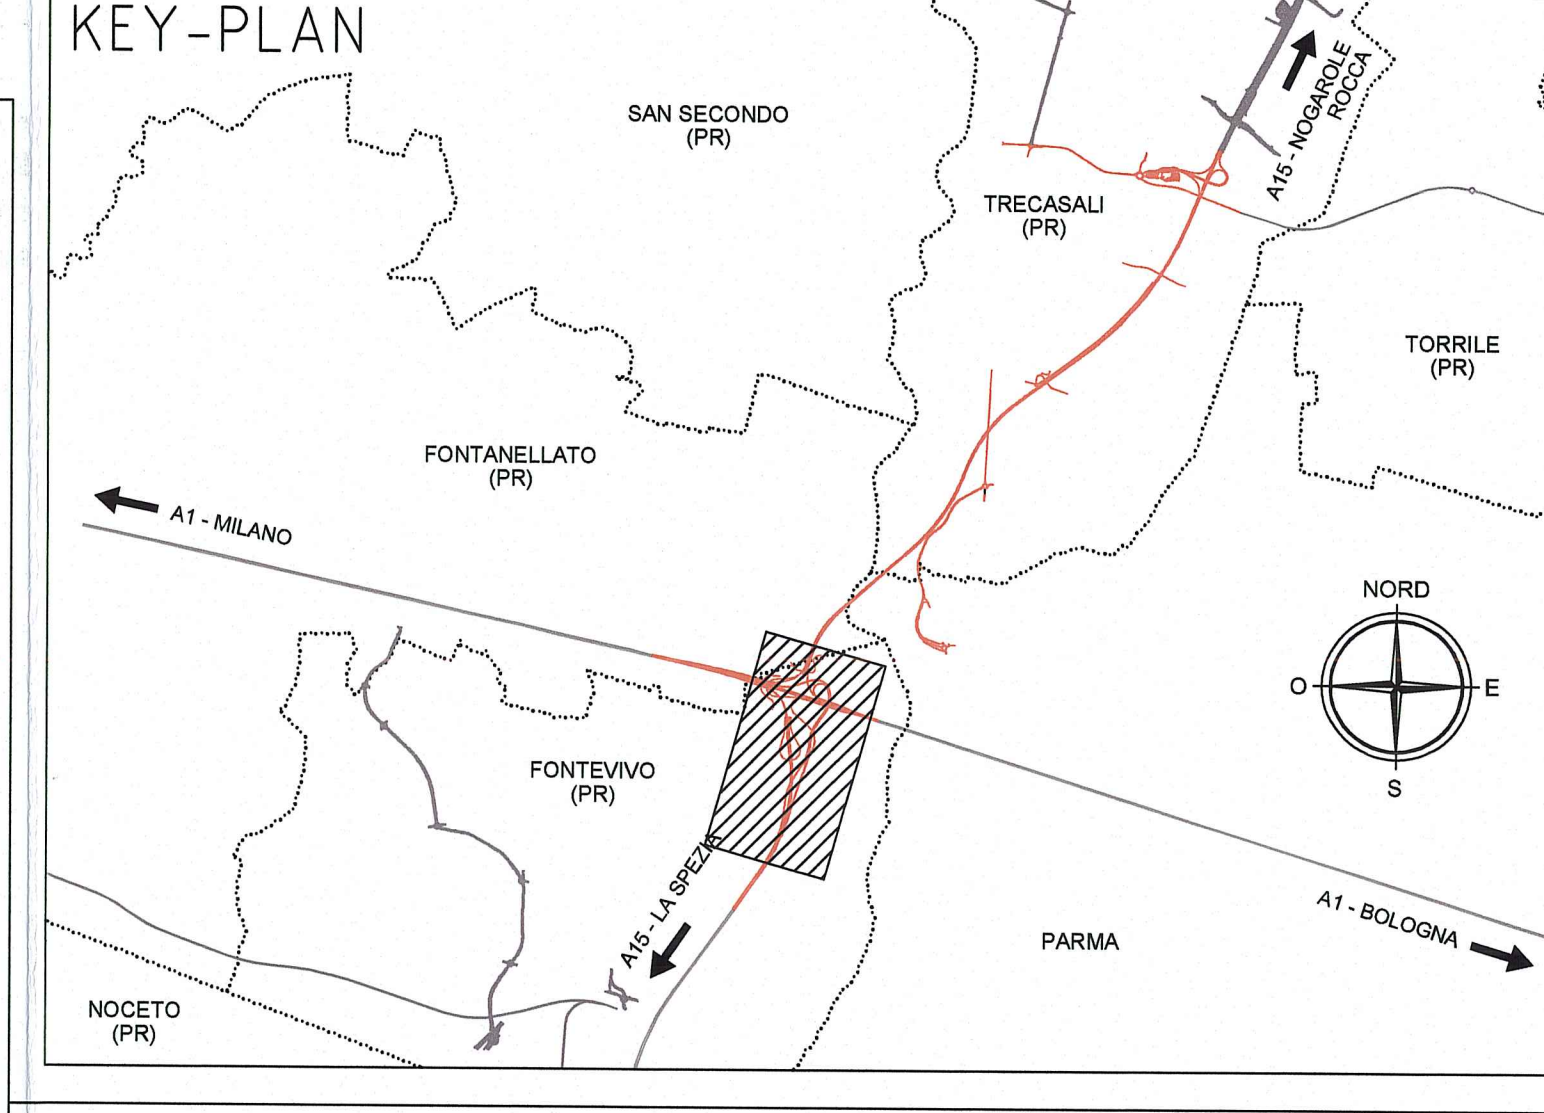 KEY-PLAN
SAN SECONDO
(PR)
A15 - NOGAROLE
ROCCA
TRECASALI
(PR)
TORRILE
(PR)
FONTANELLATO
(PR)
A1 - MILANO
NORD
O
E
S
FONTEVIVO
(PR)
A15 - LA SPEZIA
A1 - BOLOGNA
PARMA
NOCETO
(PR)